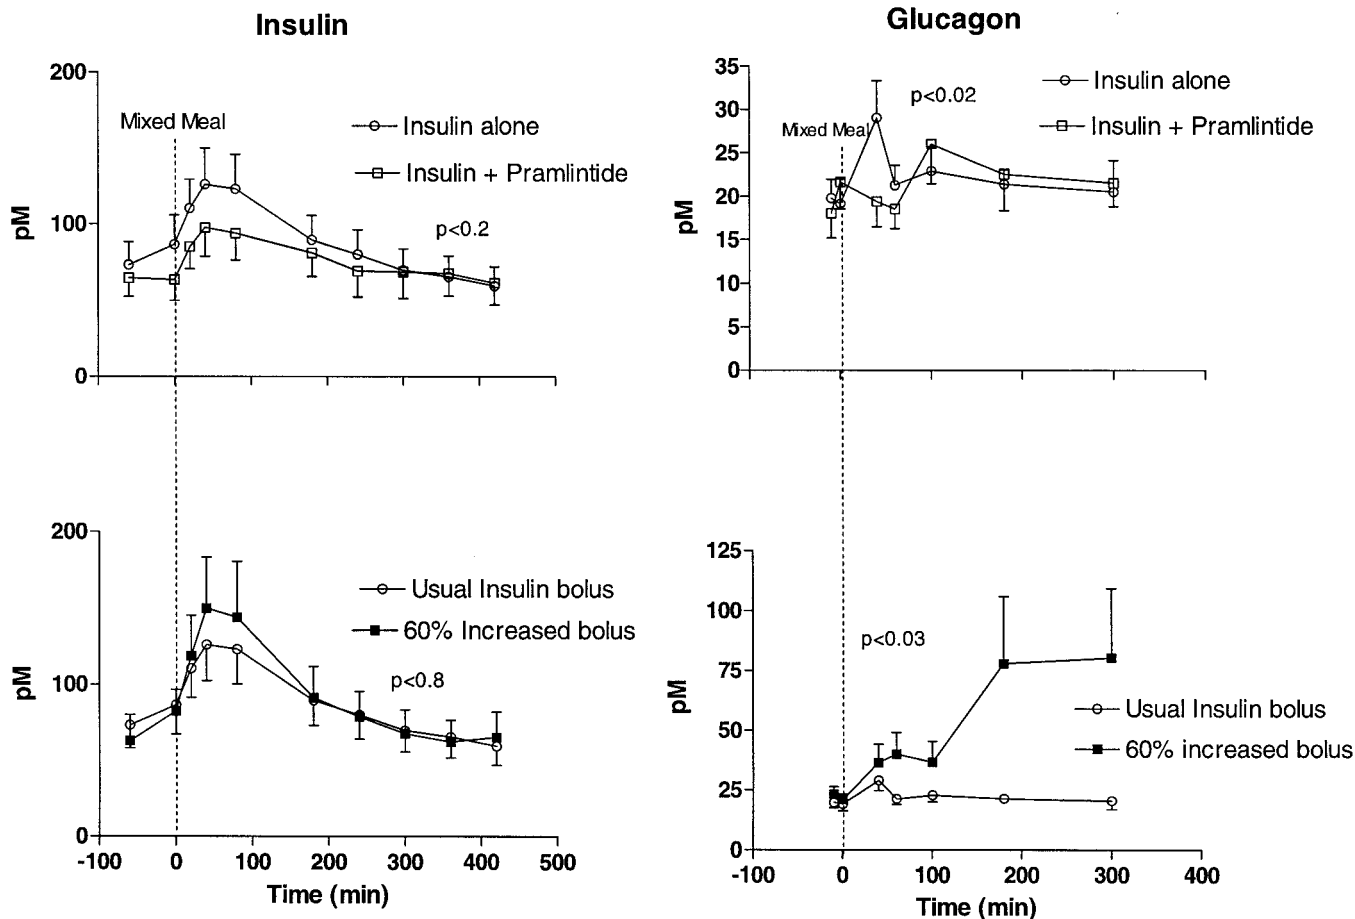 Insulin
200
100
0
pM
Mixed Meal
Insulin alone
Insulin + Pramlintide
p<0.2
Glucagon
35
30
25
20
15
10
5
0
pM
Mixed Meal
p<0.02
Insulin alone
Insulin + Pramlintide
200
100
0
pM
Usual Insulin bolus
60% Increased bolus
p<0.8
-100 0 100 200 300 400 500
Time (min)
125
100
75
50
25
0
pM
p<0.03
Usual Insulin bolus
60% increased bolus
-100 0 100 200 300 400
Time (min)